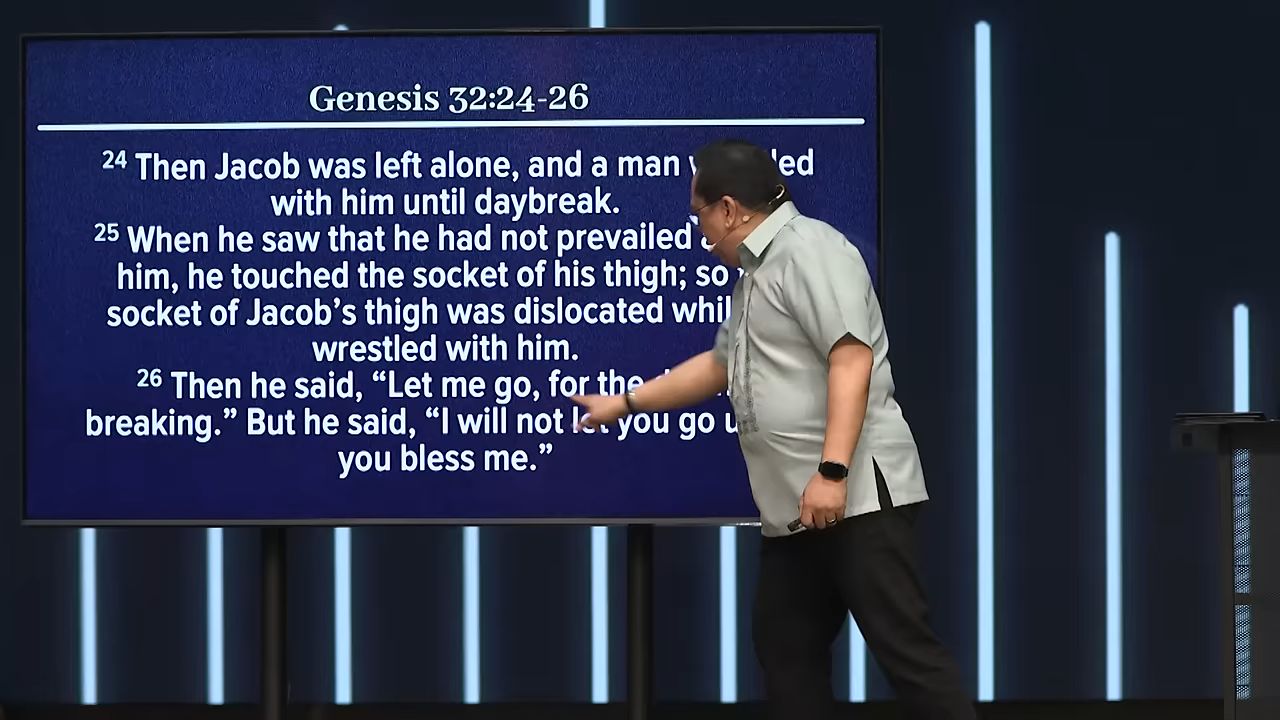 Genesis 32:24-26
24 Then Jacob was left alone, and a man
with him until daybreak.
25 When he saw that he had not prevailed
him, he touched the socket of his thigh; so
socket of Jacob’s thigh was dislocated
wrestled with him.
26 Then he said, “Let me go, for the
breaking.” But he said, “I will not let you go
you bless me.”